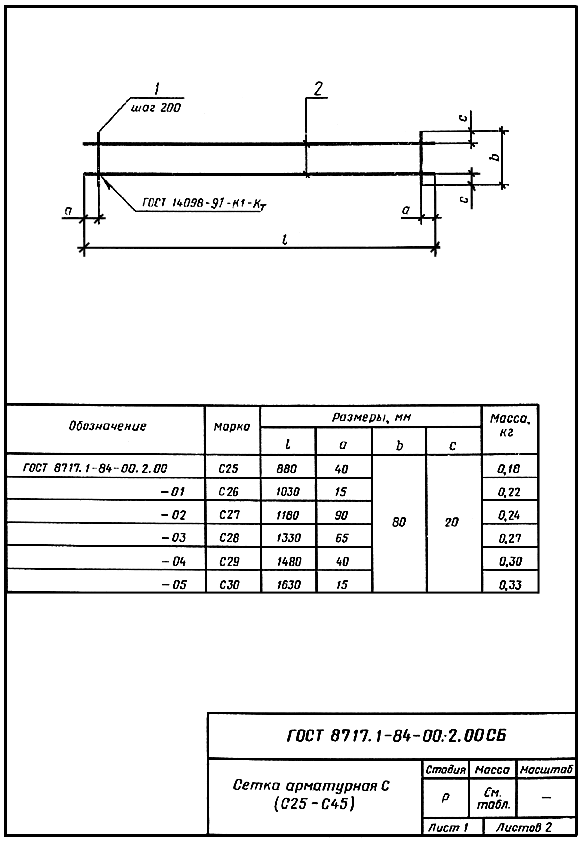 1
шаг 200
2
c
b
c
ГОСТ 14098-91-К1-Кт
a
a
l
Обозначение Марка Размеры, мм Масса, кг
l a b c
ГОСТ 8717.1-84-00.2.00 С25 880 40 80 20 0,18
-01 С26 1030 15 0,22
-02 С27 1180 90 0,24
-03 С28 1330 65 0,27
-04 С29 1480 40 0,30
-05 С30 1630 15 0,33
ГОСТ 8717.1-84-00.2.00СБ
Сетка арматурная С
(С25-С45)
Стадия Масса Масштаб
Р См. табл. —
Лист 1 Листов 2